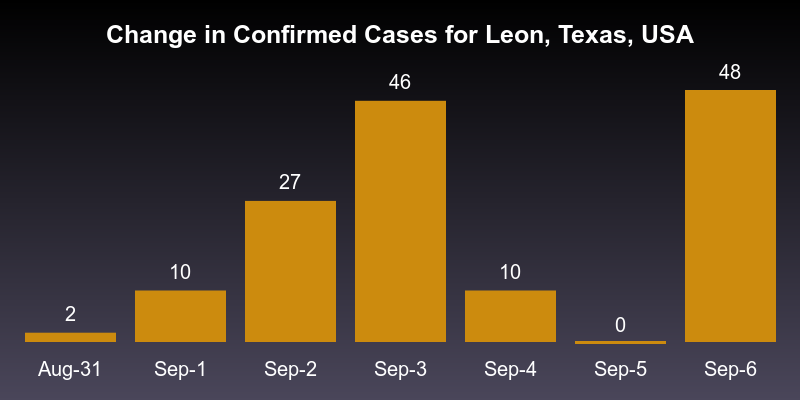 Change in Confirmed Cases for Leon, Texas, USA
2 10 27 46 10 0 48
Aug-31 Sep-1 Sep-2 Sep-3 Sep-4 Sep-5 Sep-6